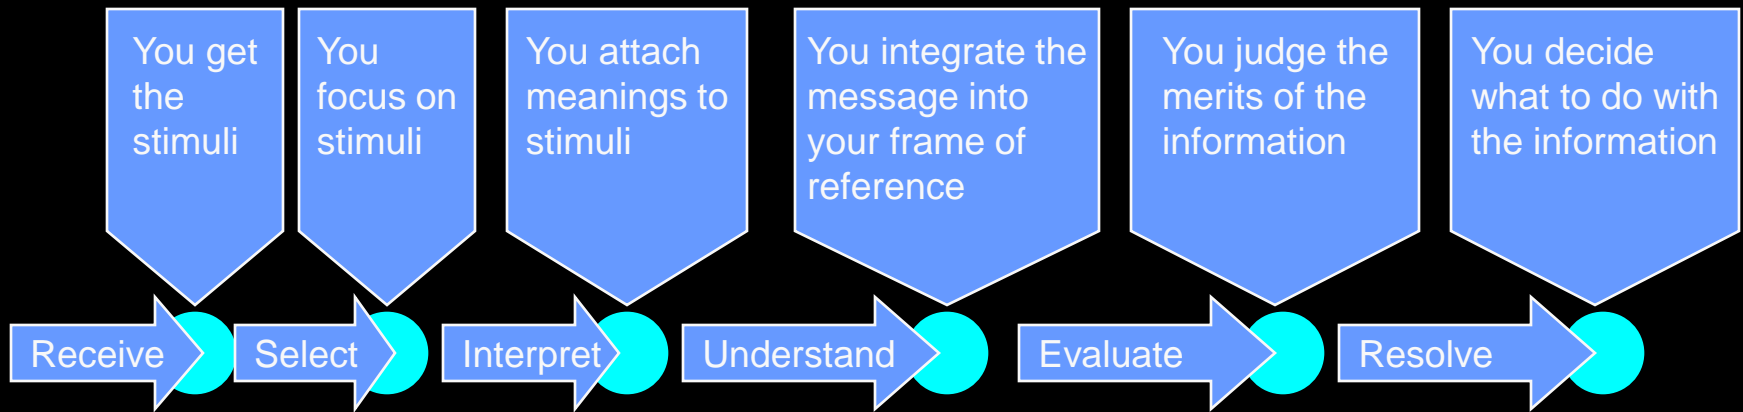 You get
the
stimuli
You
focus on
stimuli
You attach
meanings to
stimuli
You integrate the
message into
your frame of
reference
You judge the
merits of the
information
You decide
what to do with
the information
Receive
Select
Interpret
Understand
Evaluate
Resolve